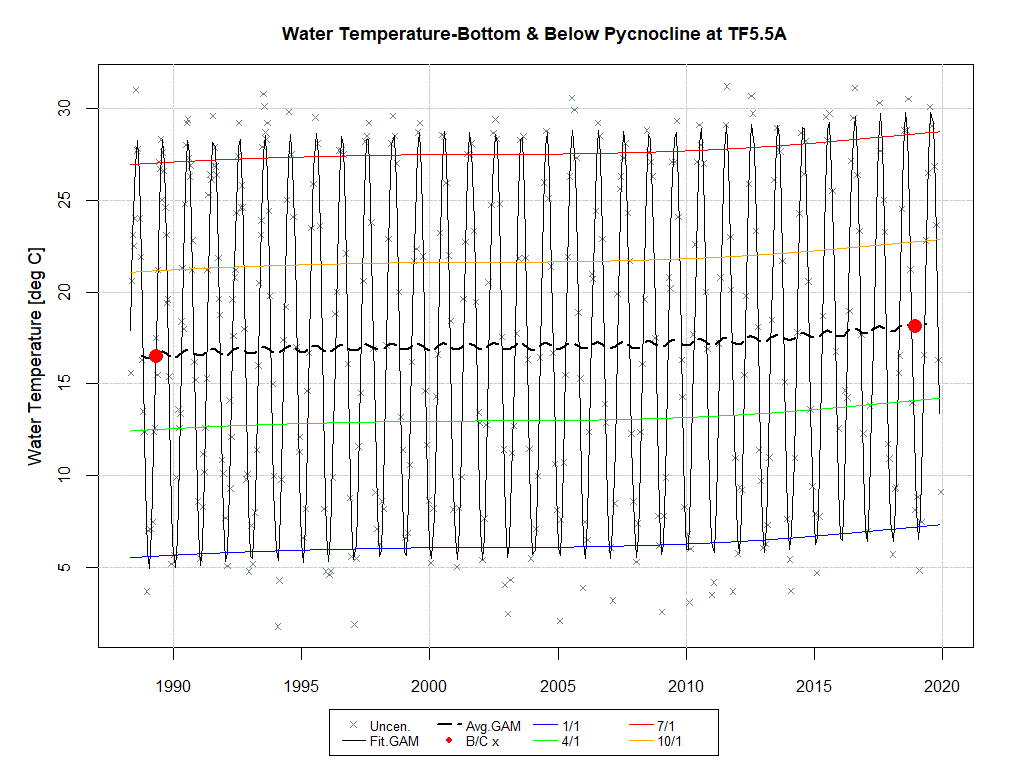 Water Temperature-Bottom & Below Pycnocline at TF5.5A
Water Temperature [deg C]
30
25
20
15
10
5
1990 1995 2000 2005 2010 2015 2020
Uncen. Avg.GAM 1/1 7/1
Fit.GAM B/C x 4/1 10/1